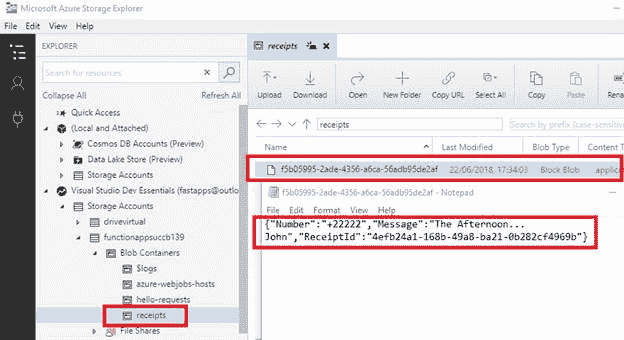 Microsoft Azure Storage Explorer
File Edit View Help
EXPLORER
Search for resources
Collapse All Refresh All
Quick Access
(Local and Attached)
Cosmos DB Accounts (Preview)
Data Lake Store (Preview)
Storage Accounts
Visual Studio Dev Essentials (fastapps@outlo
Storage Accounts
drivevirtual
functionappsuccb139
Blob Containers
$logs
azure-webjobs-hosts
hello-requests
receipts
File Shares
receipts
Upload Download Open New Folder Copy URL Select All Copy Paste Rena
receipts
Search by prefix (case-sensitive
Name Last Modified Blob Type Content T
f5b05995-2ade-4356-a6ca-56adb95de2af 22/06/2018, 17:34:03 Block Blob applica
f5b05995-2ade-4356-a6ca-56adb95de2af - Notepad
File Edit Format View Help
{"Number":"+22222","Message":"The Afternoon...
John","ReceiptId":"4efb24a1-168b-49a8-ba21-0b282cf4969b"}